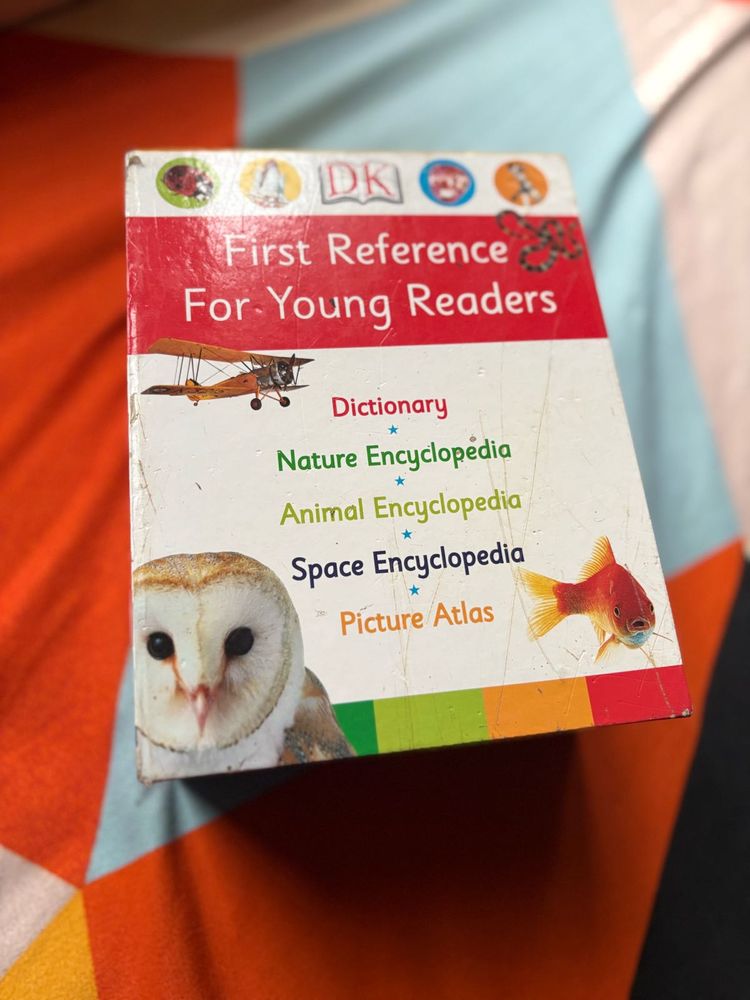 DK
First Reference
For Young Readers
Dictionary
Nature Encyclopedia
Animal Encyclopedia
Space Encyclopedia
Picture Atlas